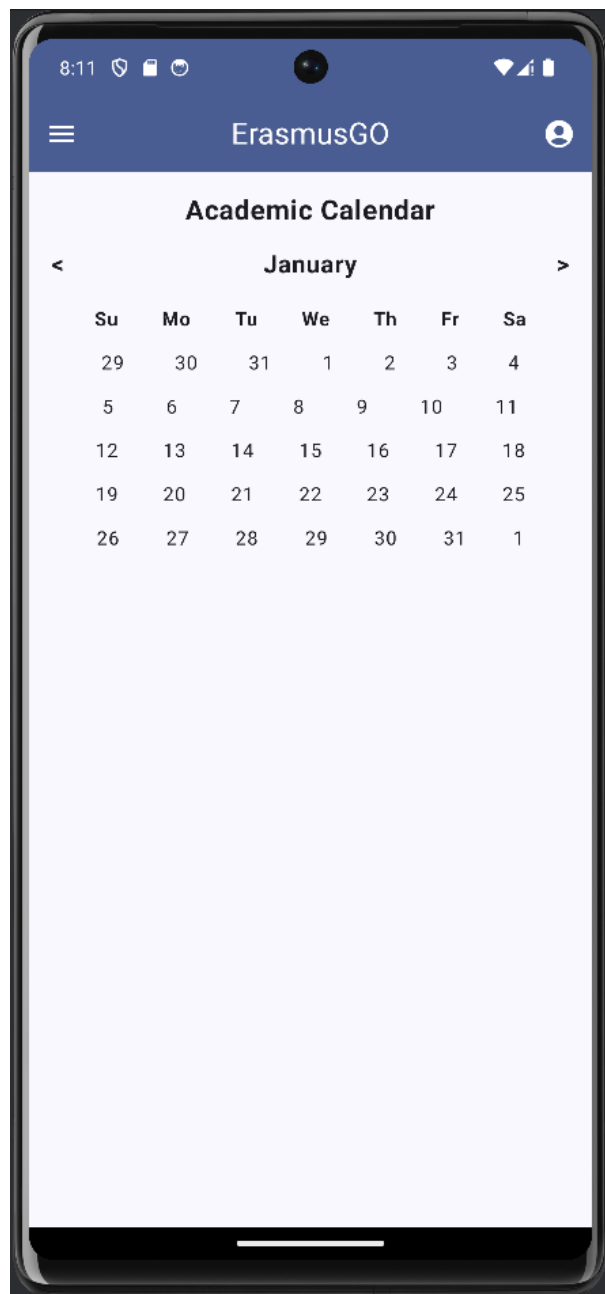 8:11
ErasmusGO
Academic Calendar
< January >
Su Mo Tu We Th Fr Sa
29 30 31 1 2 3 4
5 6 7 8 9 10 11
12 13 14 15 16 17 18
19 20 21 22 23 24 25
26 27 28 29 30 31 1